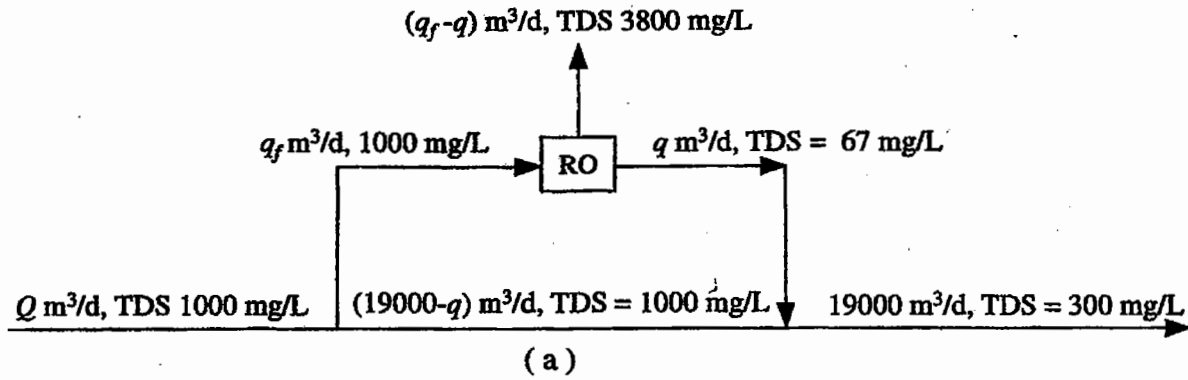 (q_f-q) m³/d, TDS 3800 mg/L
q_f m³/d, 1000 mg/L
RO
q m³/d, TDS = 67 mg/L
Q m³/d, TDS 1000 mg/L
(19000-q) m³/d, TDS = 1000 mg/L
19000 m³/d, TDS = 300 mg/L
(a)